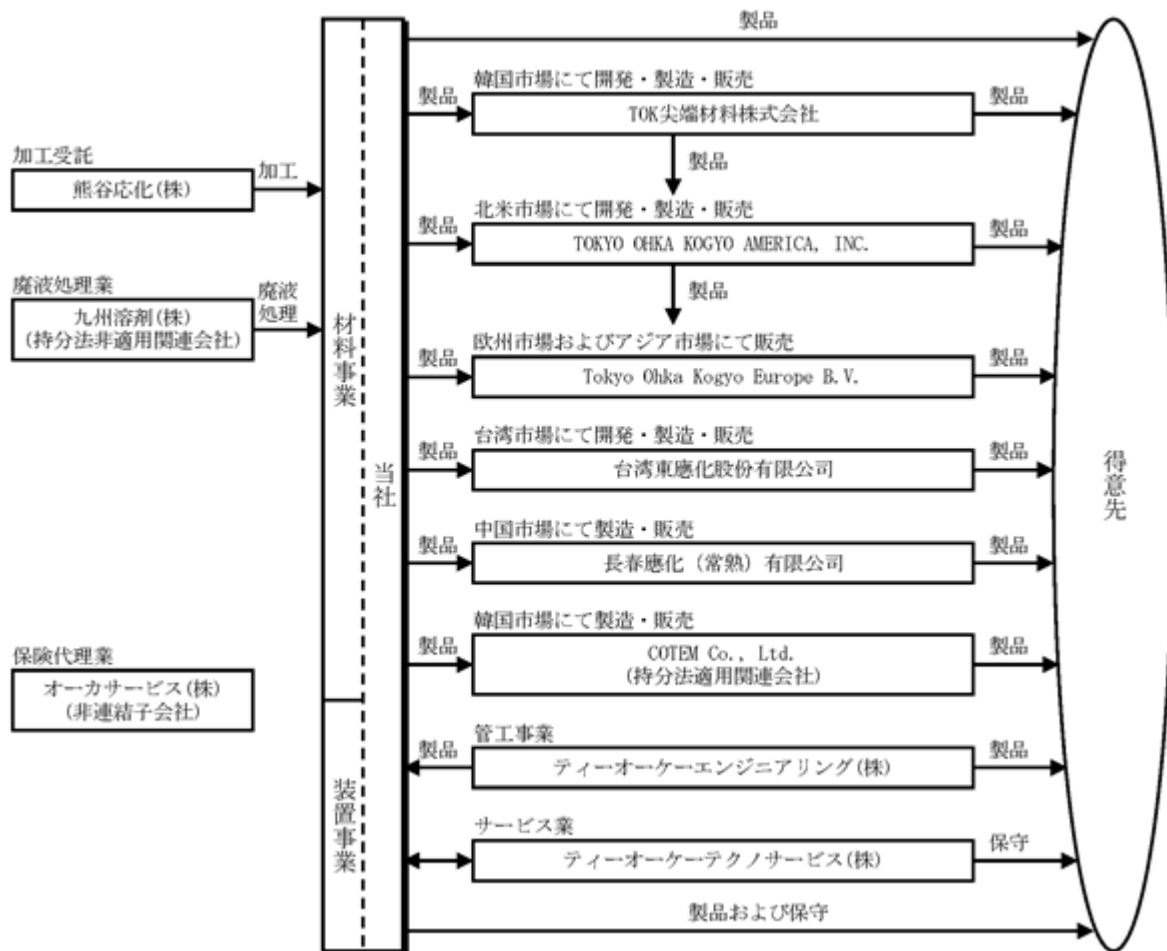 製品
韓国市場にて開発・製造・販売
製品
TOK尖端材料株式会社
製品
製品
加工受託
熊谷応化(株)
加工
北米市場にて開発・製造・販売
製品
TOKYO OHKA KOGYO AMERICA, INC.
製品
製品
廃液処理業
九州溶剤(株)
(持分法非適用関連会社)
廃液
処理
材料事業
当社
欧州市場およびアジア市場にて販売
製品
Tokyo Ohka Kogyo Europe B.V.
製品
台湾市場にて開発・製造・販売
製品
台湾東應化股份有限公司
製品
得意先
中国市場にて製造・販売
製品
長春應化（常熟）有限公司
製品
韓国市場にて製造・販売
製品
COTEM Co., Ltd.
(持分法適用関連会社)
製品
保険代理業
オーカサービス(株)
(非連結子会社)
管工事業
製品
ティーオーケーエンジニアリング(株)
製品
装置事業
サービス業
ティーオーケーテクノサービス(株)
保守
製品および保守